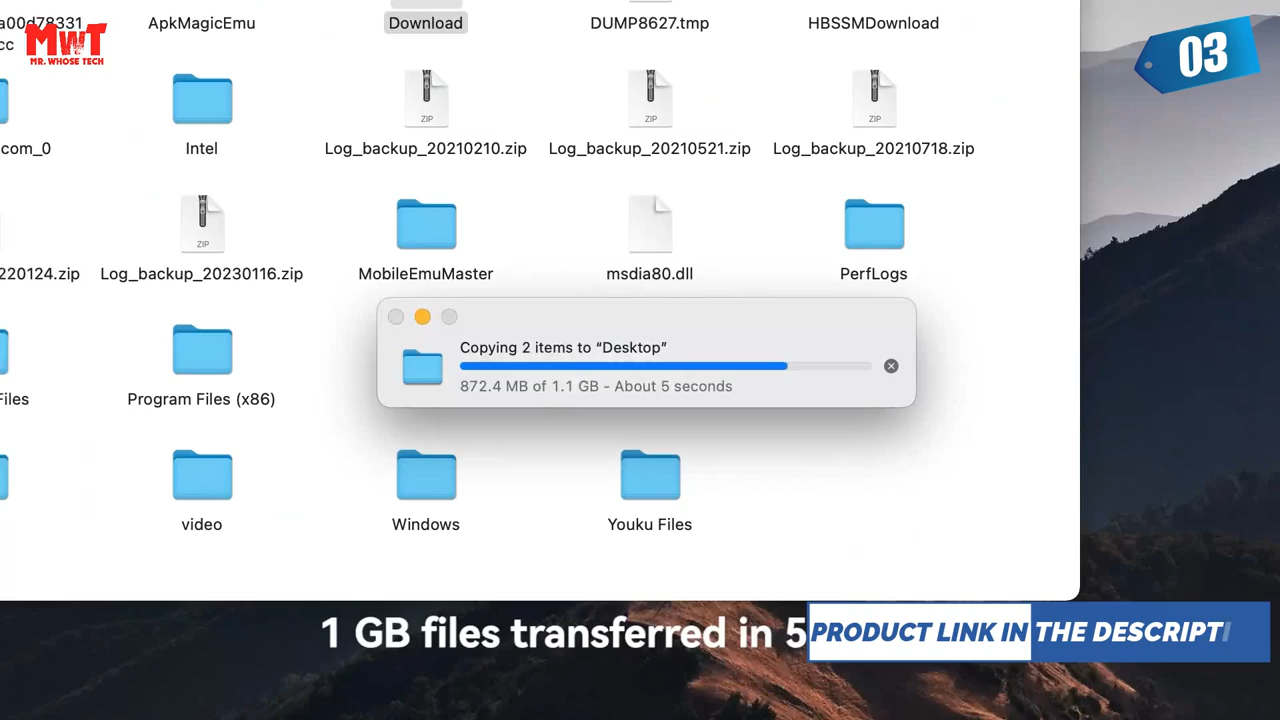 a00d78331
cc
MWT
MR. WHOSE TECH
ApkMagicEmu
Download
DUMP8627.tmp
HBSSMDownload
03
ZIP
ZIP
ZIP
com_0
Intel
Log_backup_20210210.zip
Log_backup_20210521.zip
Log_backup_20210718.zip
ZIP
220124.zip
Log_backup_20230116.zip
MobileEmuMaster
msdia80.dll
PerfLogs
Copying 2 items to “Desktop”
872.4 MB of 1.1 GB - About 5 seconds
Files
Program Files (x86)
video
Windows
Youku Files
1 GB files transferred in 5
PRODUCT LINK IN THE DESCRIPTI